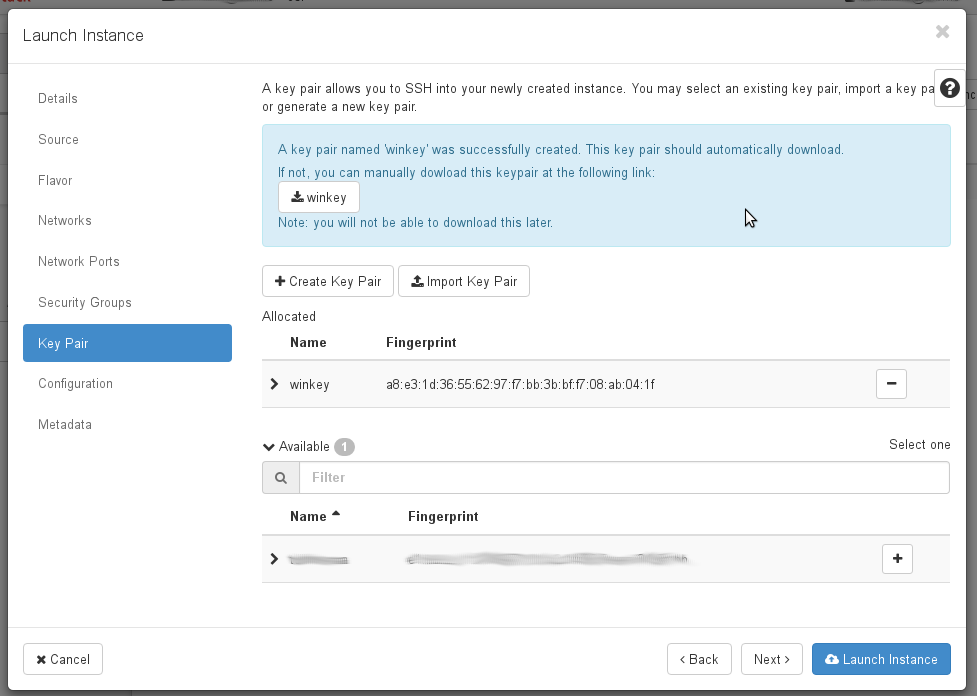 Launch Instance
Details
Source
Flavor
Networks
Network Ports
Security Groups
Key Pair
Configuration
Metadata
A key pair allows you to SSH into your newly created instance. You may select an existing key pair, import a key pa
or generate a new key pair.
A key pair named 'winkey' was successfully created. This key pair should automatically download.
If not, you can manually dowload this keypair at the following link:
winkey
Note: you will not be able to download this later.
Create Key Pair Import Key Pair
Allocated
Name Fingerprint
winkey a8:e3:1d:36:55:62:97:f7:bb:3b:bf:f7:08:ab:04:1f
Available 1 Select one
Filter
Name Fingerprint
Cancel < Back Next > Launch Instance